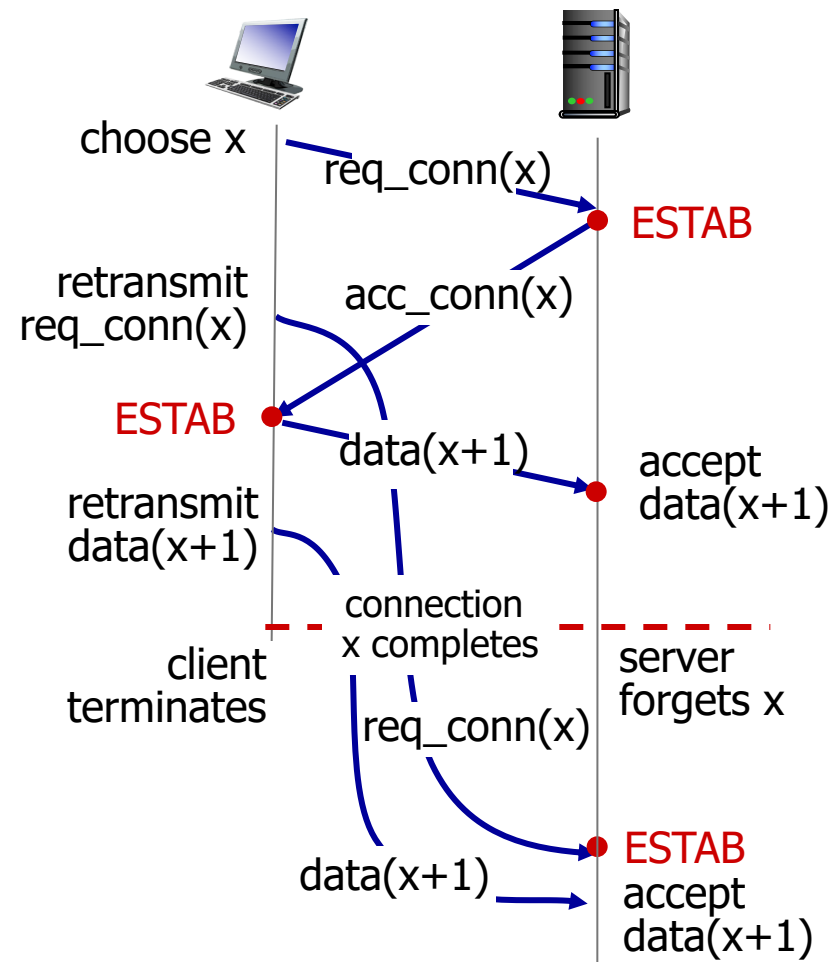 choose x
req_conn(x)
ESTAB
retransmit
req_conn(x)
acc_conn(x)
ESTAB
data(x+1)
accept
data(x+1)
retransmit
data(x+1)
connection
x completes
client
terminates
server
forgets x
req_conn(x)
ESTAB
data(x+1)
accept
data(x+1)